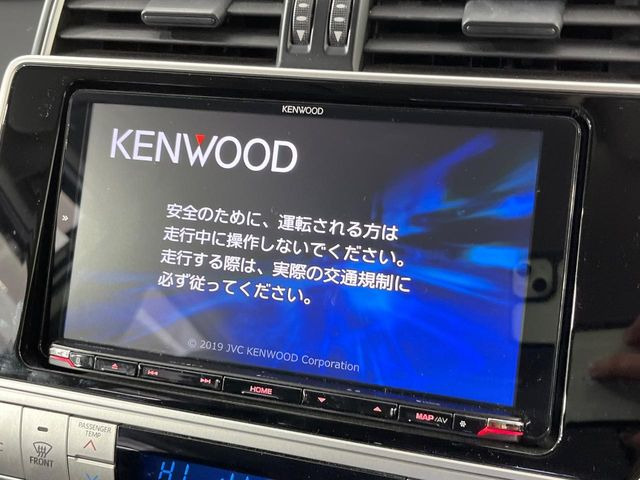 KENWOOD
KENWOOD
安全のために、運転される方は
走行中に操作しないでください。
走行する際は、実際の交通規制に
必ず従ってください。
© 2019 JVC KENWOOD Corporation
HOME
MAP/AV
PASSENGER
TEMP
FRONT
HI